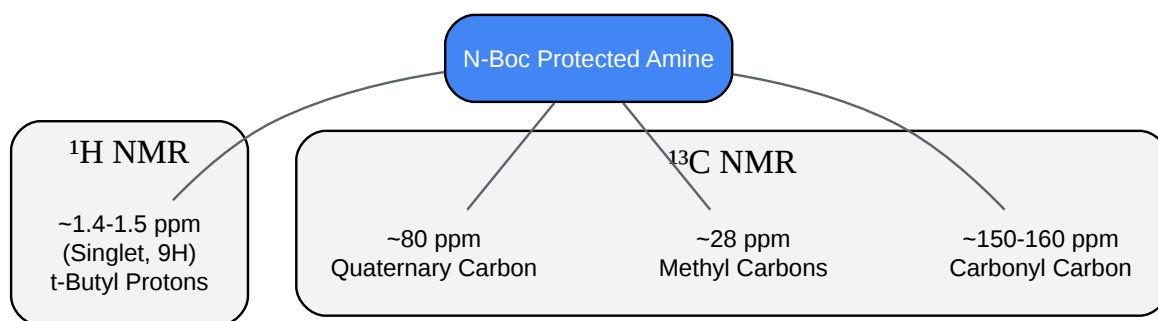 N-Boc Protected Amine
¹H NMR
~1.4-1.5 ppm
(Singlet, 9H)
t-Butyl Protons
¹³C NMR
~80 ppm
Quaternary Carbon
~28 ppm
Methyl Carbons
~150-160 ppm
Carbonyl Carbon